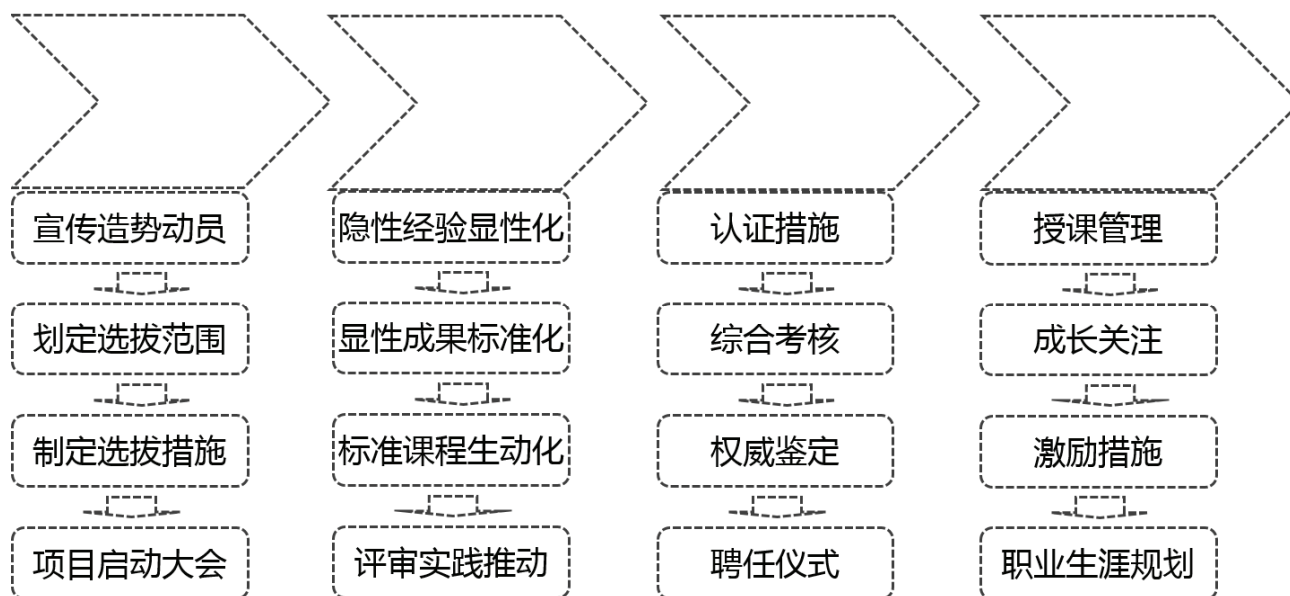 宣传造势动员
划定选拔范围
制定选拔措施
项目启动大会
隐性经验显性化
显性成果标准化
标准课程生动化
评审实践推动
认证措施
综合考核
权威鉴定
聘任仪式
授课管理
成长关注
激励措施
职业生涯规划